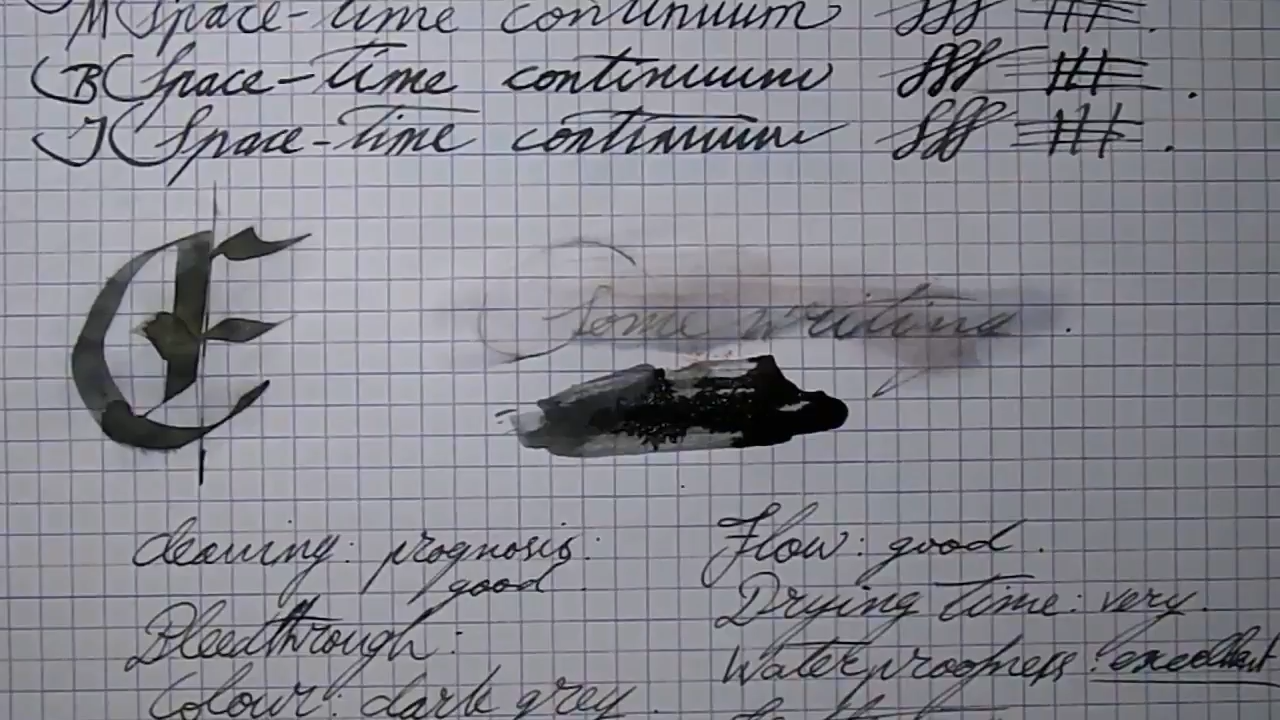 M Space-time continuum
B Space-time continuum
I Space-time continuum
E
Some writing.
Cleaning: prognosis:
good.
Bleedthrough:
Colour: dark grey.
Flow: good.
Drying time: very.
Waterproofness: excellent